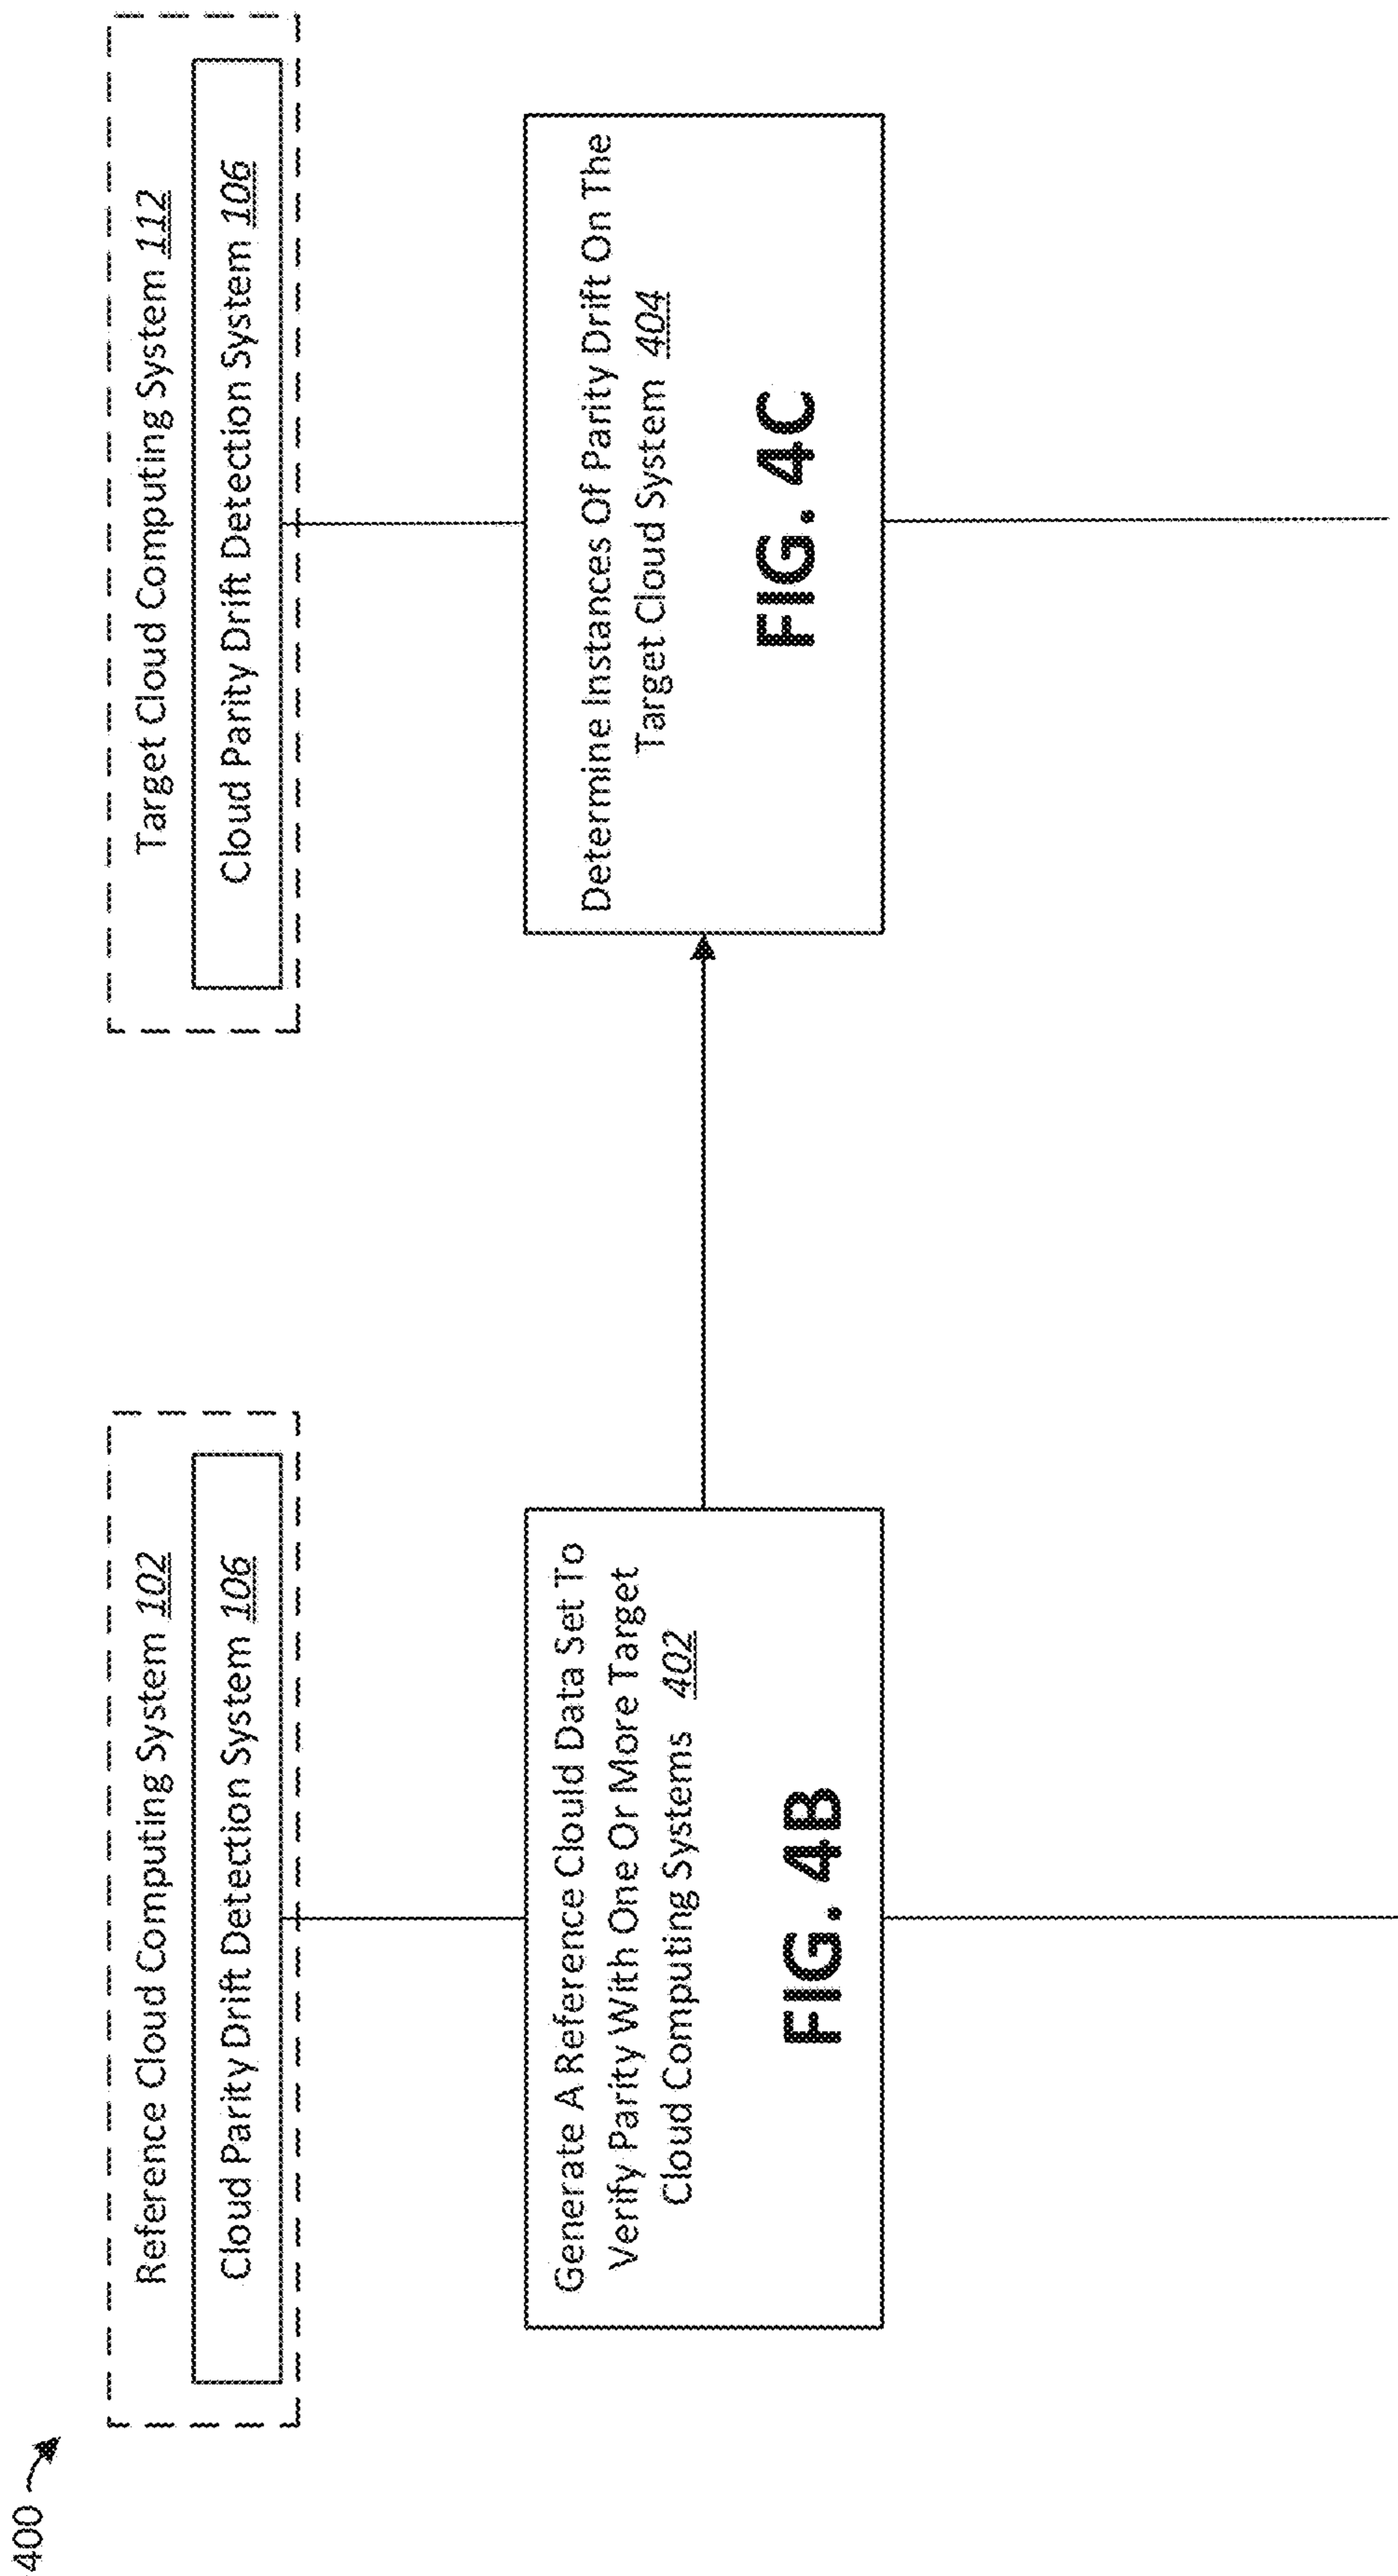 400
Reference Cloud Computing System 102
Cloud Parity Drift Detection System 106
Target Cloud Computing System 112
Cloud Parity Drift Detection System 106
Generate A Reference Clould Data Set To
Verify Parity With One Or More Target
Cloud Computing Systems 402
FIG. 4B
Determine Instances Of Parity Drift On The
Target Cloud System 404
FIG. 4C